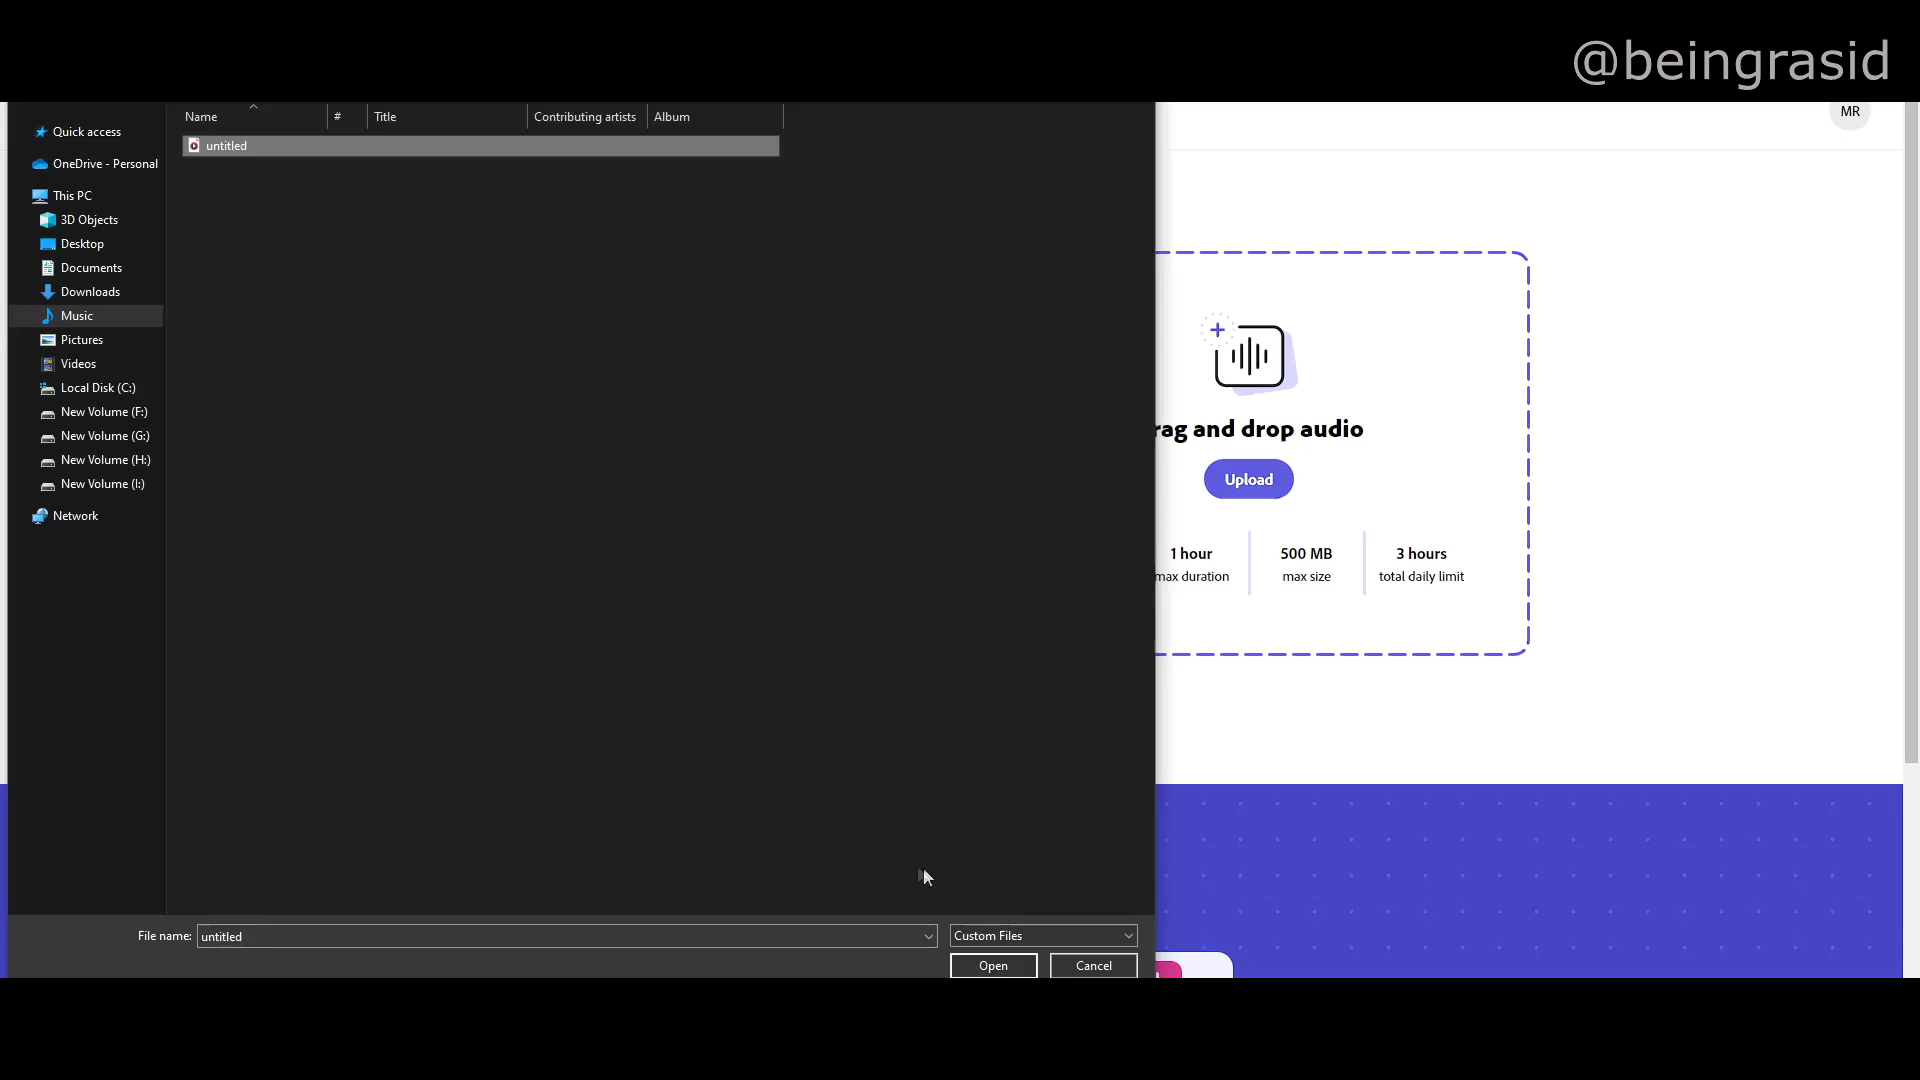 @beingrasid
MR
Name
#
Title
Contributing artists
Album
untitled
Quick access
OneDrive - Personal
This PC
3D Objects
Desktop
Documents
Downloads
Music
Pictures
Videos
Local Disk (C:)
New Volume (F:)
New Volume (G:)
New Volume (H:)
New Volume (I:)
Network
rag and drop audio
Upload
1 hour
max duration
500 MB
max size
3 hours
total daily limit
File name:
untitled
Custom Files
Open
Cancel